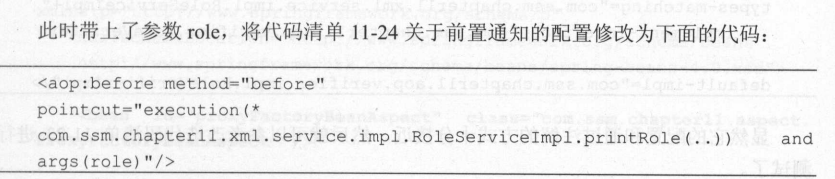 此时带上了参数 role，将代码清单 11-24 关于前置通知的配置修改为下面的代码：
<aop:before method="before"
pointcut="execution(*
com.ssm.chapter11.xml.service.impl.RoleServiceImpl.printRole(..)) and
args(role)"/>